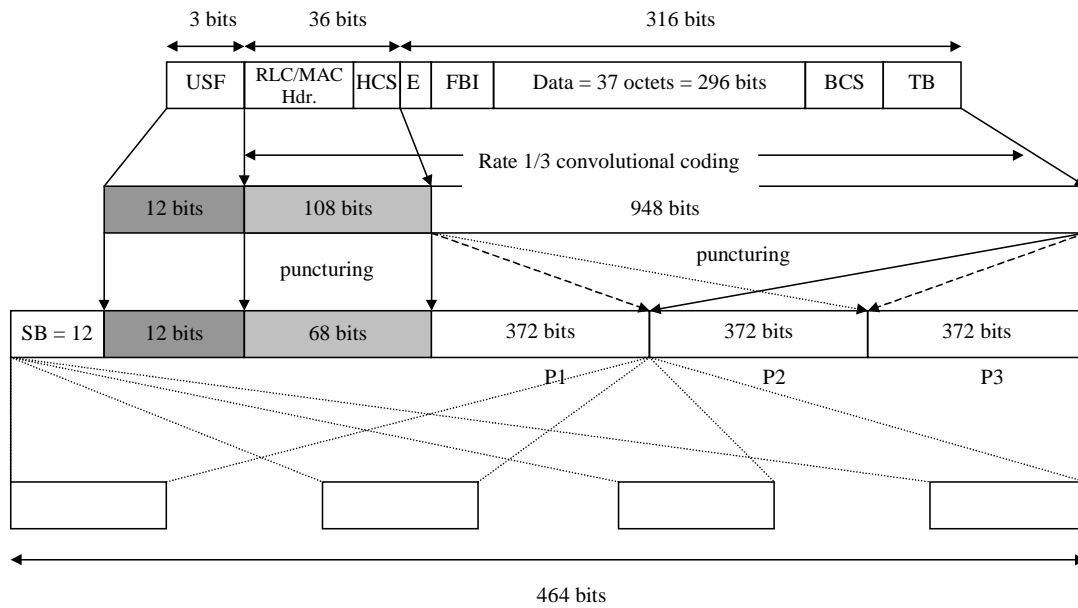 3 bits 36 bits 316 bits
USF RLC/MAC Hdr. HCS E FBI Data = 37 octets = 296 bits BCS TB
Rate 1/3 convolutional coding
12 bits 108 bits 948 bits
puncturing puncturing
SB = 12 12 bits 68 bits 372 bits 372 bits 372 bits
P1 P2 P3
464 bits